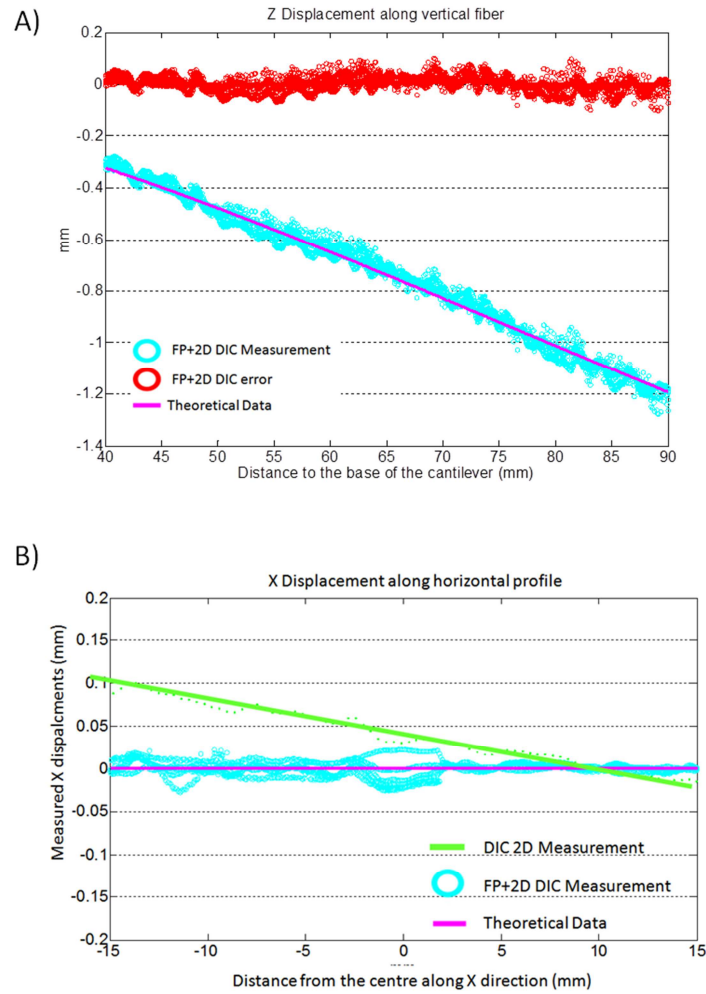 A)
Z Displacement along vertical fiber
0.2
0
-0.2
-0.4
-0.6
-0.8
-1
-1.2
-1.4
mm
FP+2D DIC Measurement
FP+2D DIC error
Theoretical Data
40 45 50 55 60 65 70 75 80 85 90
Distance to the base of the cantilever (mm)
B)
X Displacement along horizontal profile
0.2
0.15
0.1
0.05
0
-0.05
-0.1
-0.15
-0.2
Measured X dispalcments (mm)
DIC 2D Measurement
FP+2D DIC Measurement
Theoretical Data
-15 -10 -5 0 5 10 15
Distance from the centre along X direction (mm)